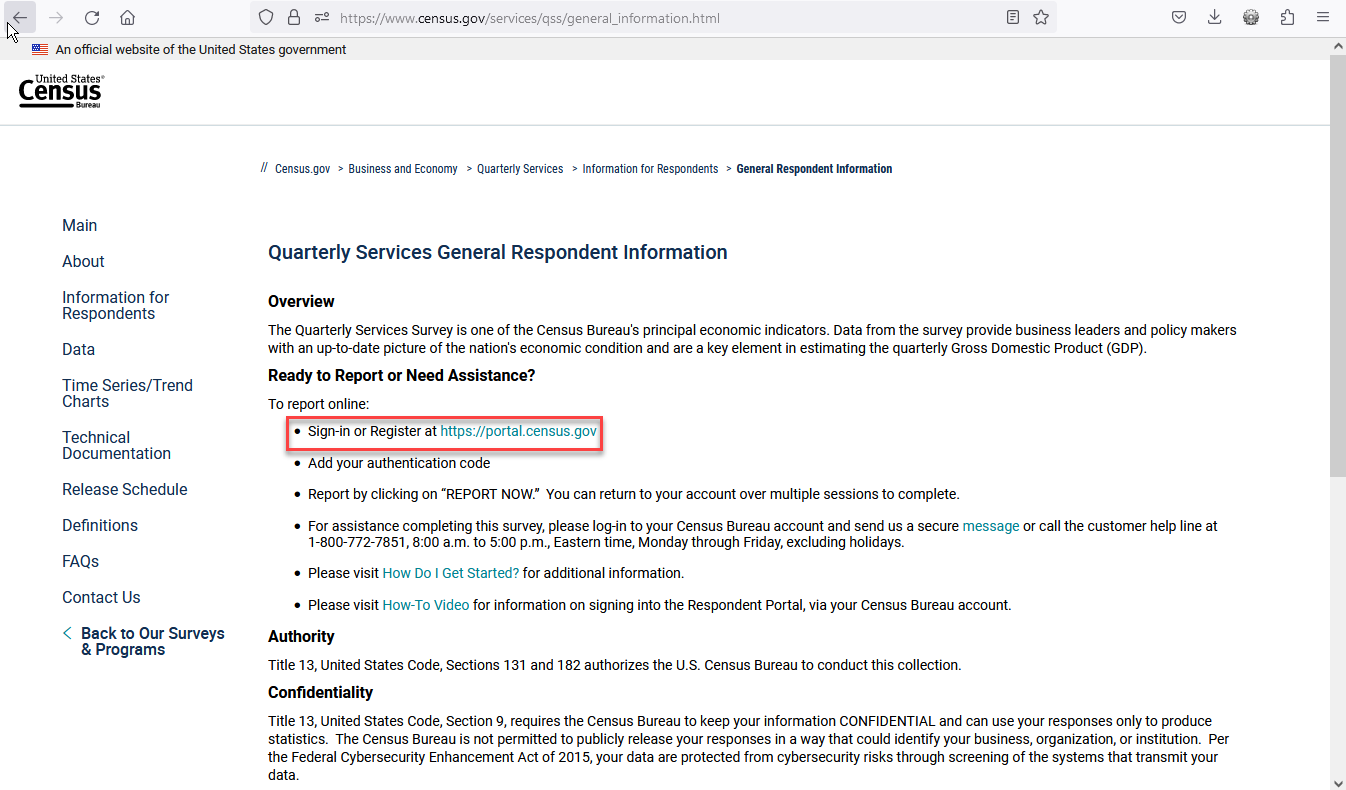 https://www.census.gov/services/qss/general_information.html
An official website of the United States government
United States®
Census
Bureau
// Census.gov > Business and Economy > Quarterly Services > Information for Respondents > General Respondent Information
Main
About
Information for
Respondents
Data
Time Series/Trend
Charts
Technical
Documentation
Release Schedule
Definitions
FAQs
Contact Us
Back to Our Surveys
& Programs
Quarterly Services General Respondent Information
Overview
The Quarterly Services Survey is one of the Census Bureau's principal economic indicators. Data from the survey provide business leaders and policy makers
with an up-to-date picture of the nation's economic condition and are a key element in estimating the quarterly Gross Domestic Product (GDP).
Ready to Report or Need Assistance?
To report online:
• Sign-in or Register at https://portal.census.gov
• Add your authentication code
• Report by clicking on “REPORT NOW.”  You can return to your account over multiple sessions to complete.
• For assistance completing this survey, please log-in to your Census Bureau account and send us a secure message or call the customer help line at
1-800-772-7851, 8:00 a.m. to 5:00 p.m., Eastern time, Monday through Friday, excluding holidays.
• Please visit How Do I Get Started? for additional information.
• Please visit How-To Video for information on signing into the Respondent Portal, via your Census Bureau account.
Authority
Title 13, United States Code, Sections 131 and 182 authorizes the U.S. Census Bureau to conduct this collection.
Confidentiality
Title 13, United States Code, Section 9, requires the Census Bureau to keep your information CONFIDENTIAL and can use your responses only to produce
statistics.  The Census Bureau is not permitted to publicly release your responses in a way that could identify your business, organization, or institution.  Per
the Federal Cybersecurity Enhancement Act of 2015, your data are protected from cybersecurity risks through screening of the systems that transmit your
data.